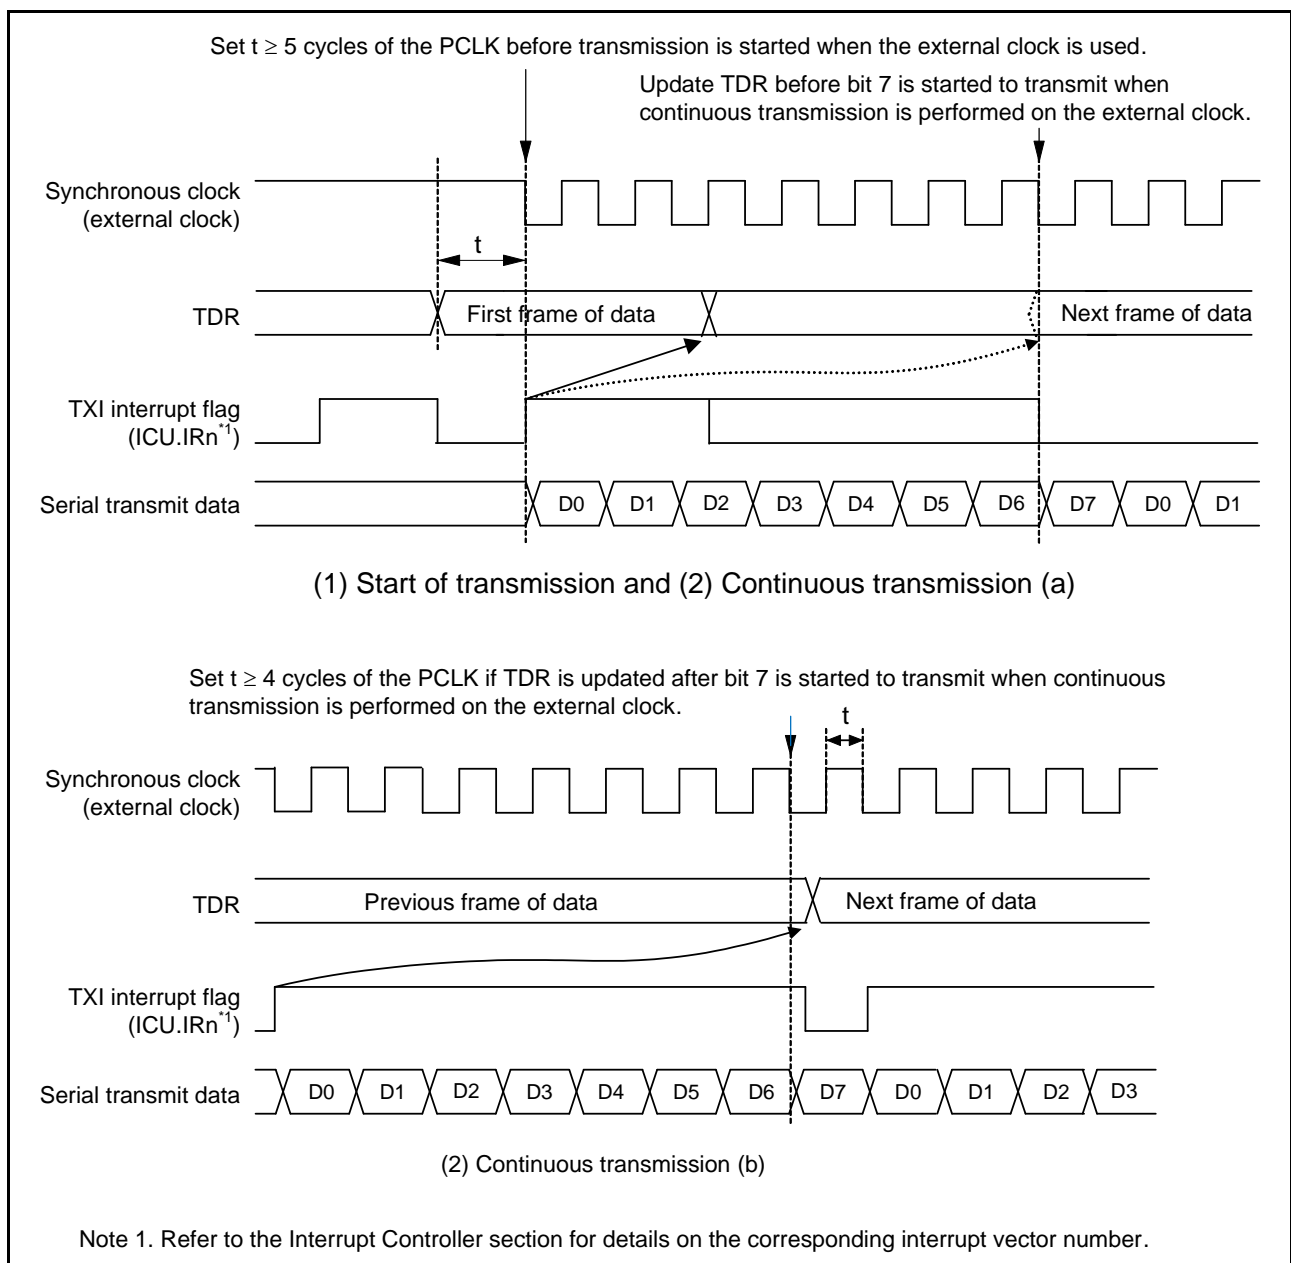 Set t ≥ 5 cycles of the PCLK before transmission is started when the external clock is used.
Update TDR before bit 7 is started to transmit when
continuous transmission is performed on the external clock.
Synchronous clock
(external clock)
t
TDR
First frame of data
Next frame of data
TXI interrupt flag
(ICU.IRn*1)
Serial transmit data
D0 D1 D2 D3 D4 D5 D6 D7 D0 D1
(1) Start of transmission and (2) Continuous transmission (a)
Set t ≥ 4 cycles of the PCLK if TDR is updated after bit 7 is started to transmit when continuous
transmission is performed on the external clock.
t
Synchronous clock
(external clock)
TDR
Previous frame of data
Next frame of data
TXI interrupt flag
(ICU.IRn*1)
Serial transmit data
D0 D1 D2 D3 D4 D5 D6 D7 D0 D1 D2 D3
(2) Continuous transmission (b)
Note 1. Refer to the Interrupt Controller section for details on the corresponding interrupt vector number.